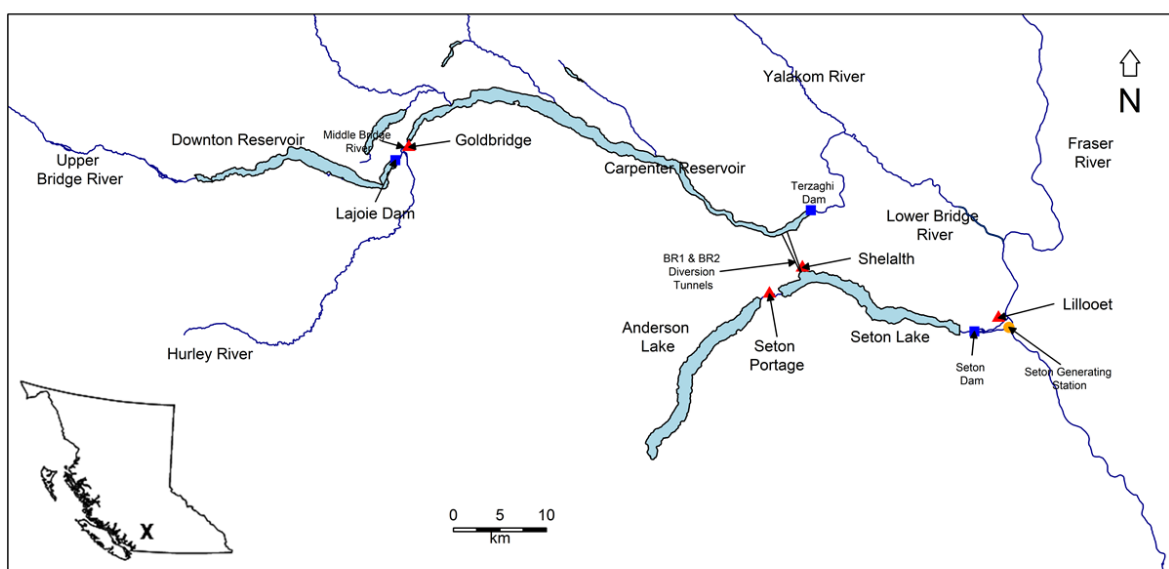 Yalakom River
N
Downton Reservoir
Middle Bridge
River
Goldbridge
Fraser
River
Upper
Bridge River
Carpenter Reservoir
Terzaghi
Dam
Lajoie Dam
Lower Bridge
River
BR1 & BR2
Diversion
Tunnels
Shelalth
Lillooet
Anderson
Lake
Seton
Portage
Seton Lake
Hurley River
Seton
Dam
Seton Generating
Station
X
0 5 10
km